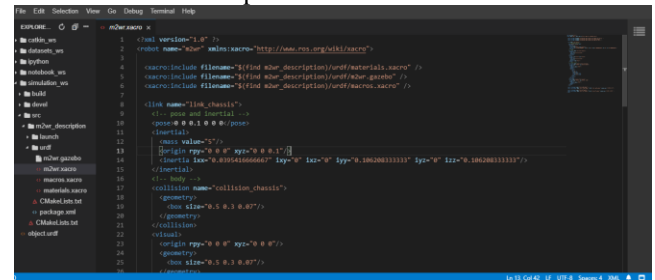 File Edit Selection View Go Debug Terminal Help
EXPLORE...
m2wr.xacro ×
catkin_ws
datasets_ws
ipython
notebook_ws
simulation_ws
build
devel
src
m2wr_description
launch
urdf
m2wr.gazebo
m2wr.xacro
macros.xacro
materials.xacro
CMakeLists.txt
package.xml
CMakeLists.txt
object.urdf
1 <?xml version="1.0" ?>
2 <robot name="m2wr" xmlns:xacro="http://www.ros.org/wiki/xacro">
3
4 <xacro:include filename="$(find m2wr_description)/urdf/materials.xacro" />
5 <xacro:include filename="$(find m2wr_description)/urdf/m2wr.gazebo" />
6 <xacro:include filename="$(find m2wr_description)/urdf/macros.xacro" />
7
8 <link name="link_chassis">
9 <!-- pose and inertial -->
10 <pose>0 0 0.1 0 0 0</pose>
11 <inertial>
12 <mass value="5"/>
13 <origin rpy="0 0 0" xyz="0 0 0.1"/>
14 <inertia ixx="0.0395416666667" ixy="0" ixz="0" iyy="0.106208333333" iyz="0" izz="0.106208333333"/>
15 </inertial>
16 <!-- body -->
17 <collision name="collision_chassis">
18 <geometry>
19 <box size="0.5 0.3 0.07"/>
20 </geometry>
21 </collision>
22 <visual>
23 <origin rpy="0 0 0" xyz="0 0 0"/>
24 <geometry>
25 <box size="0.5 0.3 0.07"/>
26 </geometry>
Ln 13, Col 42 LF UTF-8 Spaces: 4 XML